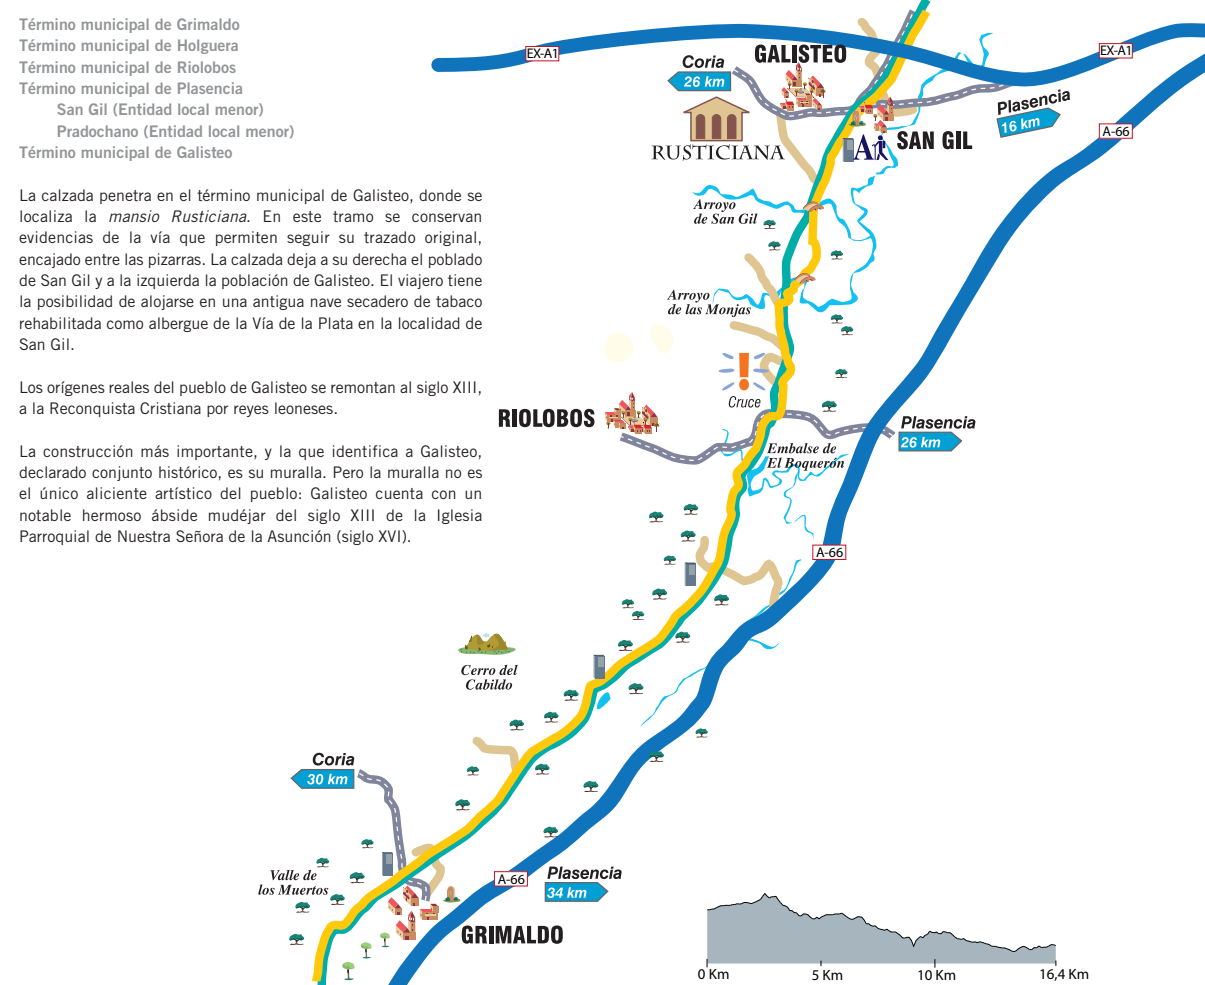 Término municipal de Grimaldo
Término municipal de Holguera
Término municipal de Riolobos
Término municipal de Plasencia
San Gil (Entidad local menor)
Pradochano (Entidad local menor)
Término municipal de Galisteo
La calzada penetra en el término municipal de Galisteo, donde se
localiza la mansio Rusticiana. En este tramo se conservan
evidencias de la vía que permiten seguir su trazado original,
encajado entre las pizarras. La calzada deja a su derecha el poblado
de San Gil y a la izquierda la población de Galisteo. El viajero tiene
la posibilidad de alojarse en una antigua nave secadero de tabaco
rehabilitada como albergue de la Vía de la Plata en la localidad de
San Gil.
Los orígenes reales del pueblo de Galisteo se remontan al siglo XIII,
a la Reconquista Cristiana por reyes leoneses.
La construcción más importante, y la que identifica a Galisteo,
declarado conjunto histórico, es su muralla. Pero la muralla no es
el único aliciente artístico del pueblo: Galisteo cuenta con un
notable hermoso ábside mudéjar del siglo XIII de la Iglesia
Parroquial de Nuestra Señora de la Asunción (siglo XVI).
EX-A1
GALISTEO
EX-A1
Coria
26 km
Plasencia
16 km
A-66
RUSTICIANA
A
SAN GIL
Arroyo
de San Gil
Arroyo
de las Monjas
Cruce
RIOLOBOS
Plasencia
26 km
Embalse de
El Boquerón
A-66
Cerro del
Cabildo
Coria
30 km
Valle de
los Muertos
A-66
Plasencia
34 km
GRIMALDO
0 Km
5 Km
10 Km
16,4 Km